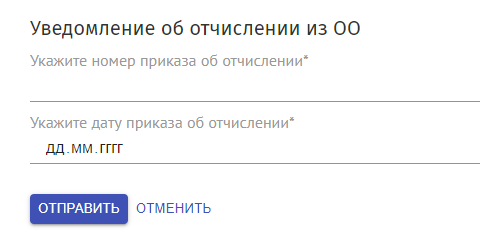 Уведомление об отчислении из ОО
Укажите номер приказа об отчислении*
Укажите дату приказа об отчислении*
ДД.ММ.ГГГГ
ОТПРАВИТЬ ОТМЕНИТЬ